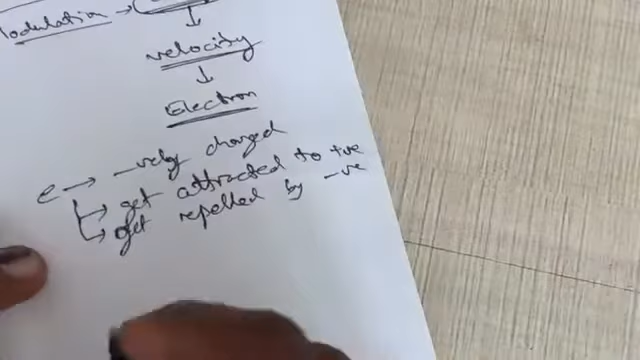 Modulation →
↓
velocity
↓
Electron
e → -vely charged
↳ get attracted to +ve
↳ get repelled by -ve